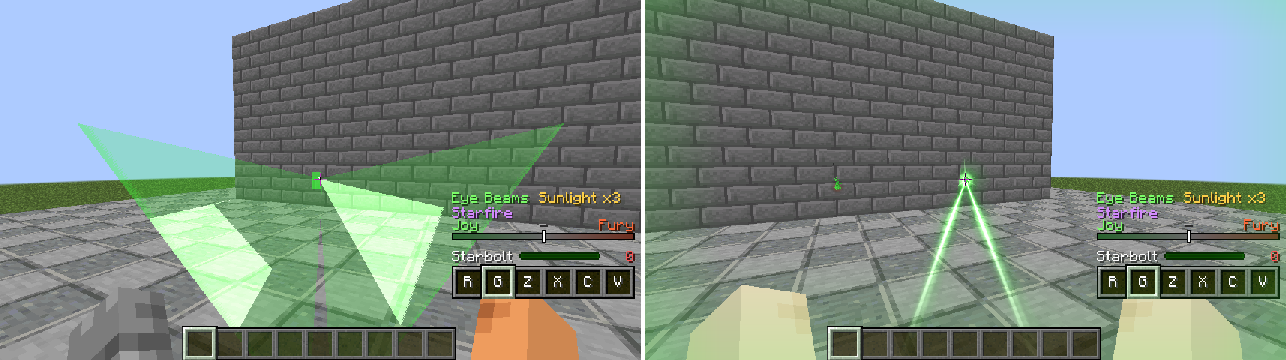 Eye Beams Sunlight x3
Starfire
Joy Fury
Starbolt 0
R G Z X C V
Eye Beams Sunlight x3
Starfire
Joy Fury
Starbolt 0
R G Z X C V